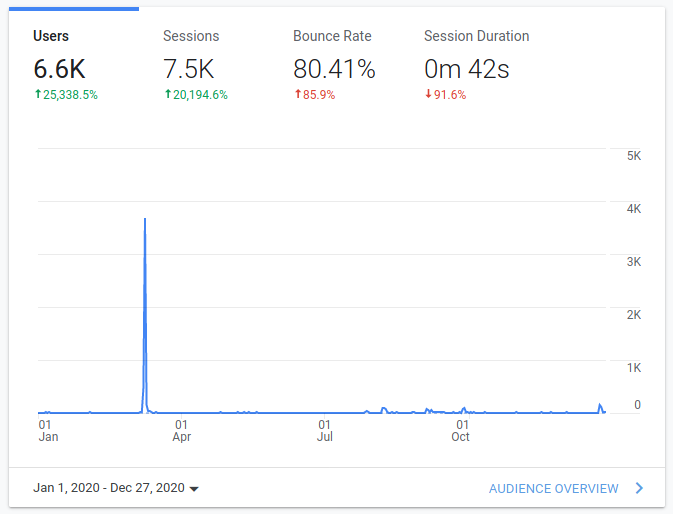 Users Sessions Bounce Rate Session Duration
6.6K 7.5K 80.41% 0m 42s
25,338.5% 20,194.6% 85.9% 91.6%
5K
4K
3K
2K
1K
0
01 01 01 01
Jan Apr Jul Oct
Jan 1, 2020 - Dec 27, 2020 AUDIENCE OVERVIEW